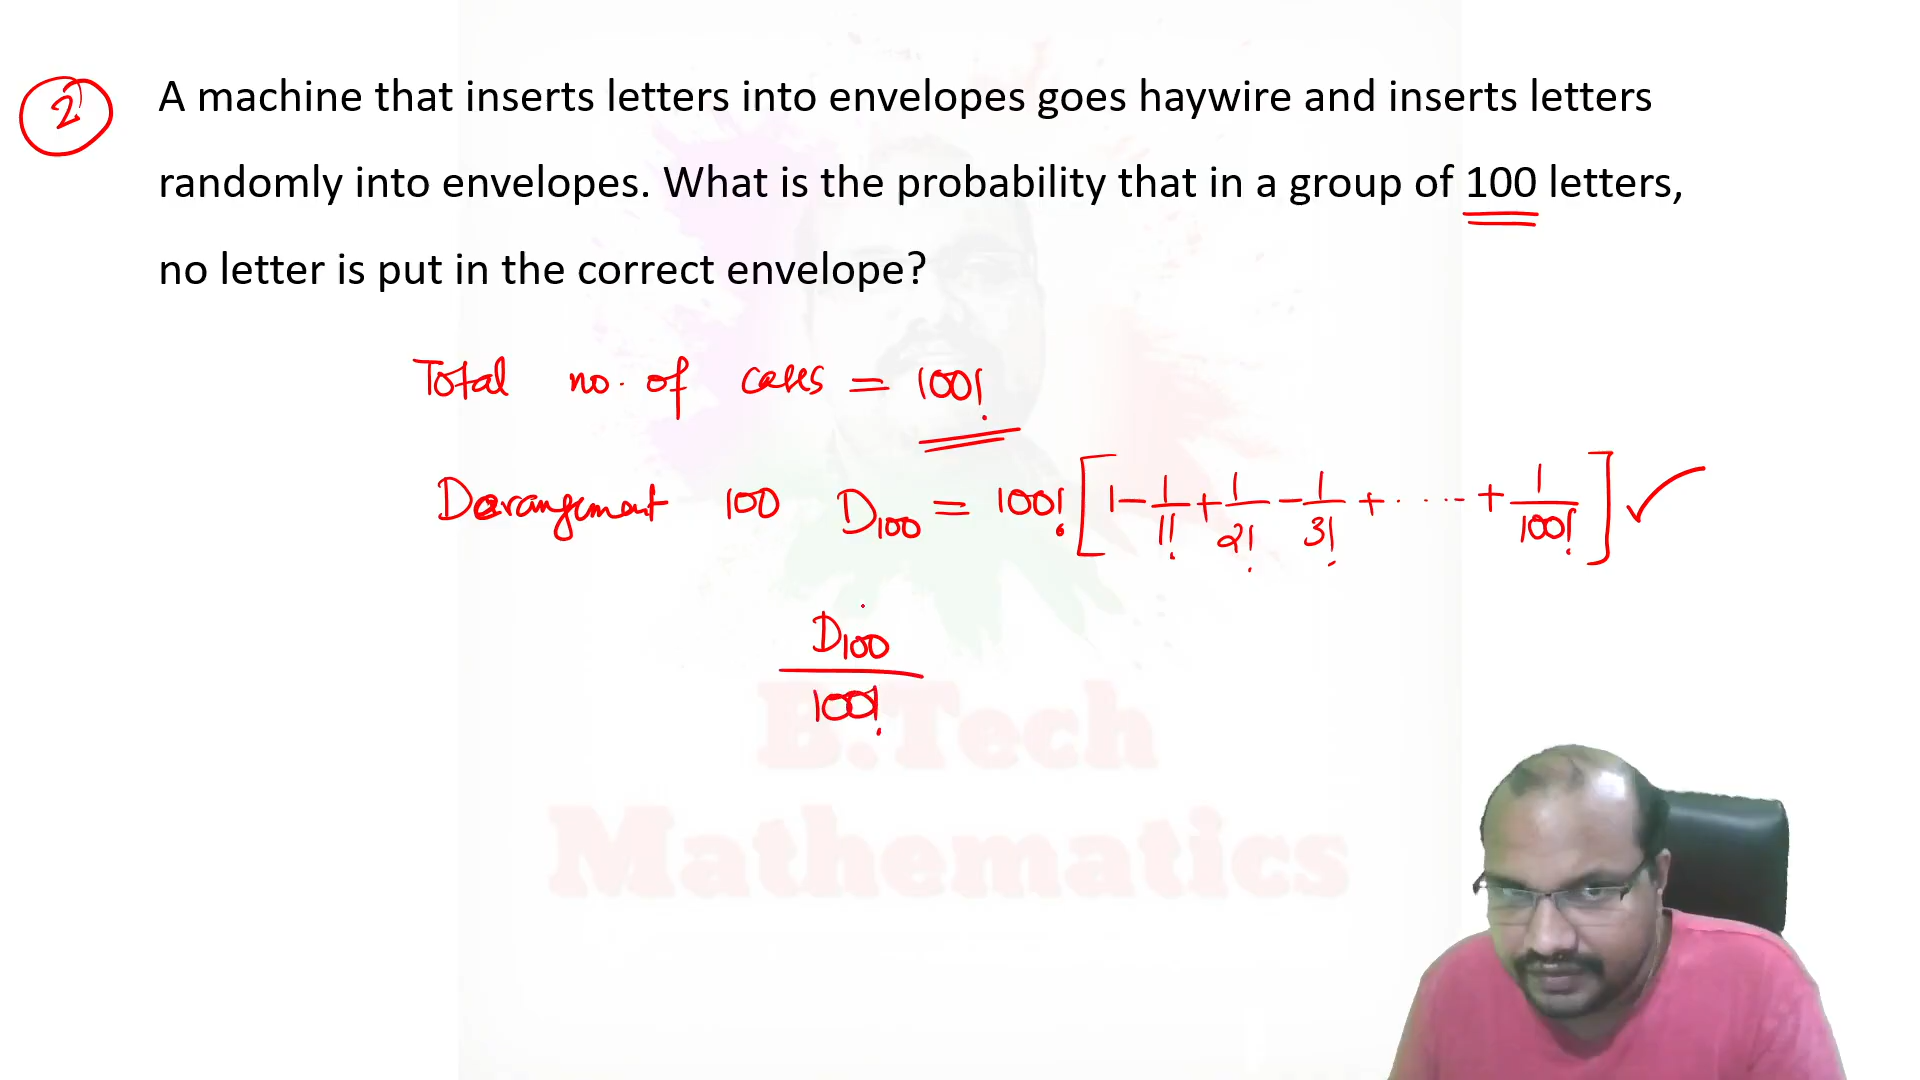 2) A machine that inserts letters into envelopes goes haywire and inserts letters
randomly into envelopes. What is the probability that in a group of 100 letters,
no letter is put in the correct envelope?
Total no. of cases = 100!
Derangement 100 D₁₀₀ = 100! [1 - 1/1! + 1/2! - 1/3! + ..... + 1/100!] ✓
D₁₀₀
100!
B.Tech
Mathematics